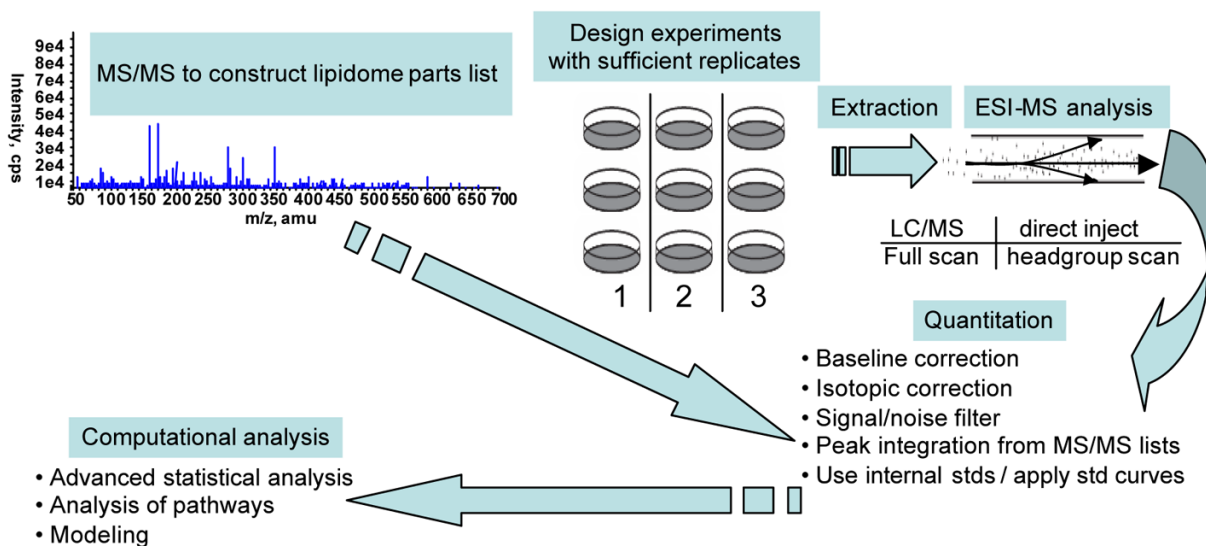 MS/MS to construct lipidome parts list
Intensity, cps
9e4
8e4
7e4
6e4
5e4
4e4
3e4
2e4
1e4
50 100 150 200 250 300 350 400 450 500 550 600 650 700
m/z, amu
Design experiments
with sufficient replicates
1 2 3
Extraction
ESI-MS analysis
LC/MS direct inject
Full scan headgroup scan
Quantitation
• Baseline correction
• Isotopic correction
• Signal/noise filter
• Peak integration from MS/MS lists
• Use internal stds / apply std curves
Computational analysis
• Advanced statistical analysis
• Analysis of pathways
• Modeling